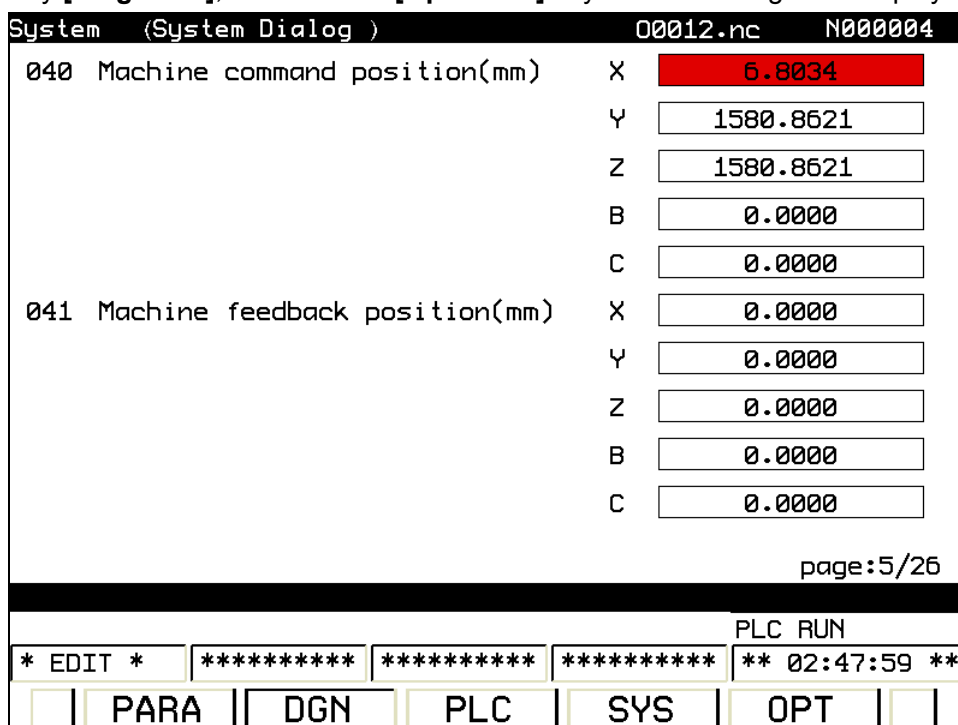 System (System Dialog ) O0012.nc N000004
040 Machine command position(mm) X 6.8034
Y 1580.8621
Z 1580.8621
B 0.0000
C 0.0000
041 Machine feedback position(mm) X 0.0000
Y 0.0000
Z 0.0000
B 0.0000
C 0.0000
page:5/26
PLC RUN
* EDIT * ********** ********** ********** ** 02:47:59 **
PARA DGN PLC SYS OPT